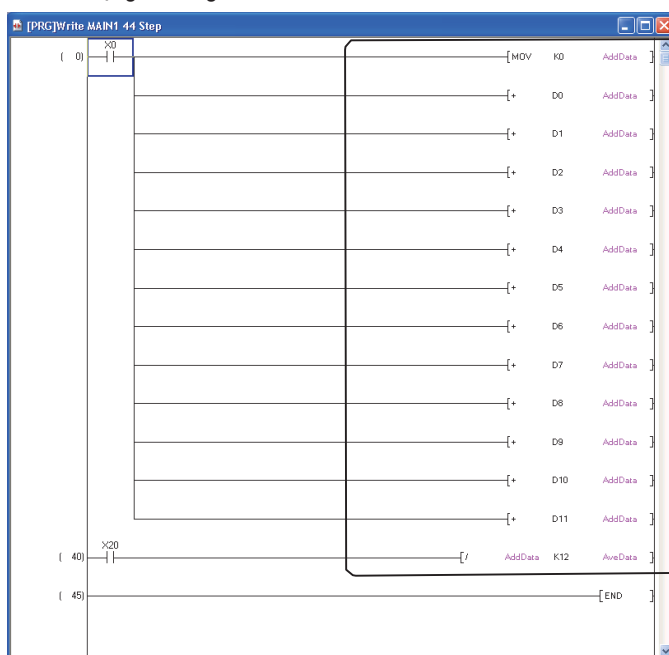 [PRG]Write MAIN1 44 Step
X0
( 0) [MOV K0 AddData ]
[+ D0 AddData ]
[+ D1 AddData ]
[+ D2 AddData ]
[+ D3 AddData ]
[+ D4 AddData ]
[+ D5 AddData ]
[+ D6 AddData ]
[+ D7 AddData ]
[+ D8 AddData ]
[+ D9 AddData ]
[+ D10 AddData ]
[+ D11 AddData ]
X20
( 40) [/ AddData K12 AveData ]
( 45) [END ]